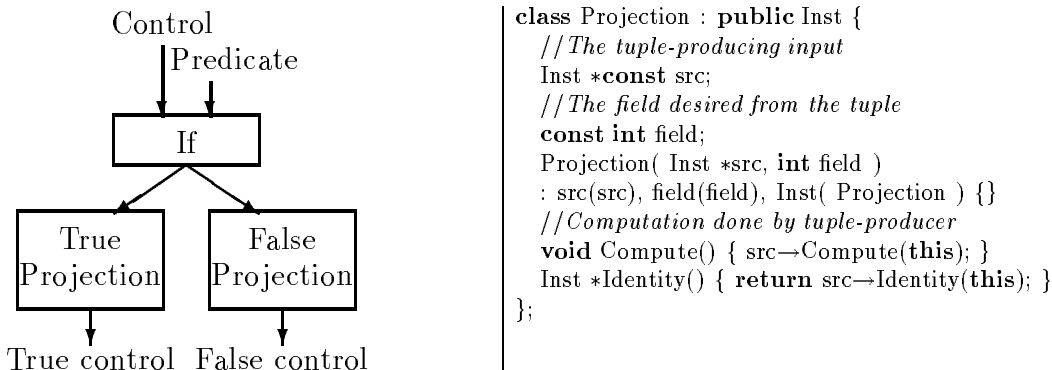 Control
Predicate
If
True
Projection
False
Projection
True control
False control
class Projection : public Inst {
//The tuple-producing input
Inst *const src;
//The field desired from the tuple
const int field;
Projection( Inst *src, int field )
: src(src), field(field), Inst( Projection ) {}
//Computation done by tuple-producer
void Compute() { src→Compute(this); }
Inst *Identity() { return src→Identity(this); }
};